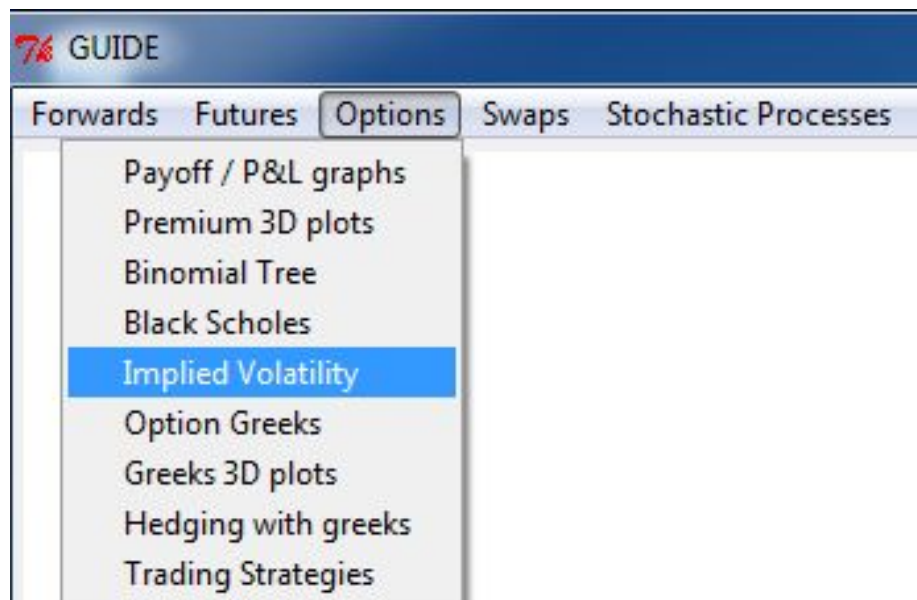 GUIDE
Forwards Futures Options Swaps Stochastic Processes
Payoff / P&L graphs
Premium 3D plots
Binomial Tree
Black Scholes
Implied Volatility
Option Greeks
Greeks 3D plots
Hedging with greeks
Trading Strategies